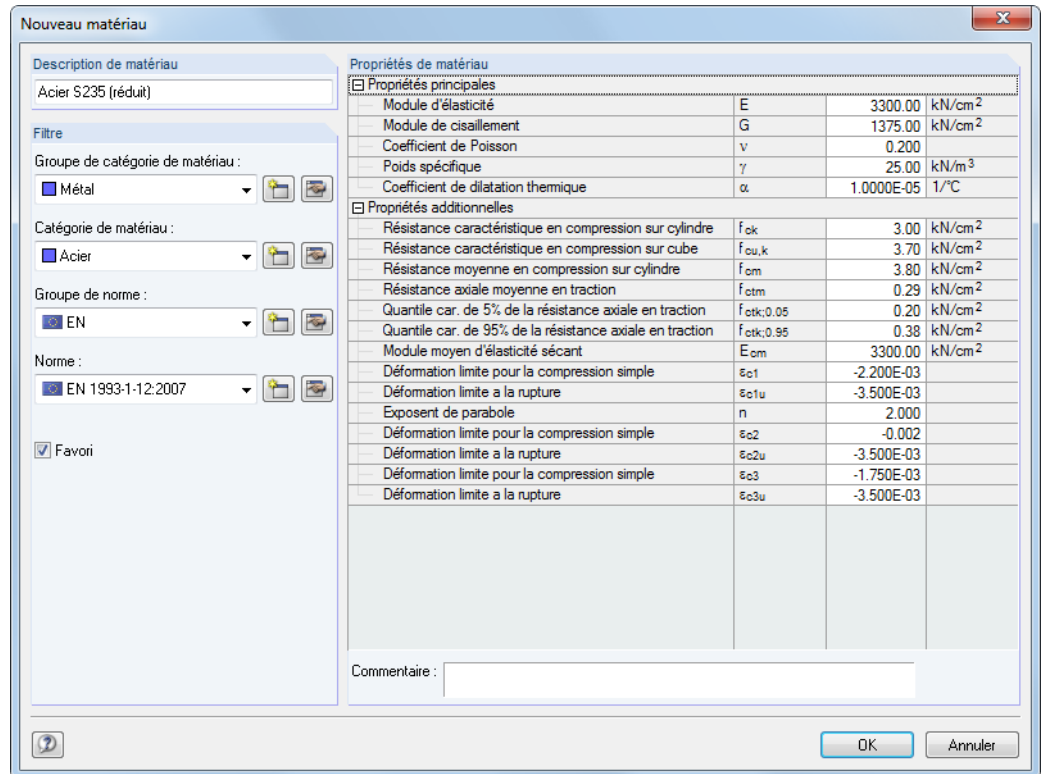 Nouveau matériau
Description de matériau
Acier S235 (réduit)
Filtre
Groupe de catégorie de matériau :
Métal
Catégorie de matériau :
Acier
Groupe de norme :
EN
Norme :
EN 1993-1-12:2007
Favori
Propriétés de matériau
Propriétés principales
Module d'élasticité E 3300.00 kN/cm²
Module de cisaillement G 1375.00 kN/cm²
Coefficient de Poisson ν 0.200
Poids spécifique γ 25.00 kN/m³
Coefficient de dilatation thermique α 1.0000E-05 1/°C
Propriétés additionnelles
Résistance caractéristique en compression sur cylindre fck 3.00 kN/cm²
Résistance caractéristique en compression sur cube fcu,k 3.70 kN/cm²
Résistance moyenne en compression sur cylindre fcm 3.80 kN/cm²
Résistance axiale moyenne en traction fctm 0.29 kN/cm²
Quantile car. de 5% de la résistance axiale en traction fctk;0.05 0.20 kN/cm²
Quantile car. de 95% de la résistance axiale en traction fctk;0.95 0.38 kN/cm²
Module moyen d'élasticité sécant Ecm 3300.00 kN/cm²
Déformation limite pour la compression simple εc1 -2.200E-03
Déformation limite a la rupture εc1u -3.500E-03
Exposent de parabole n 2.000
Déformation limite pour la compression simple εc2 -0.002
Déformation limite a la rupture εc2u -3.500E-03
Déformation limite pour la compression simple εc3 -1.750E-03
Déformation limite a la rupture εc3u -3.500E-03
Commentaire :
OK
Annuler